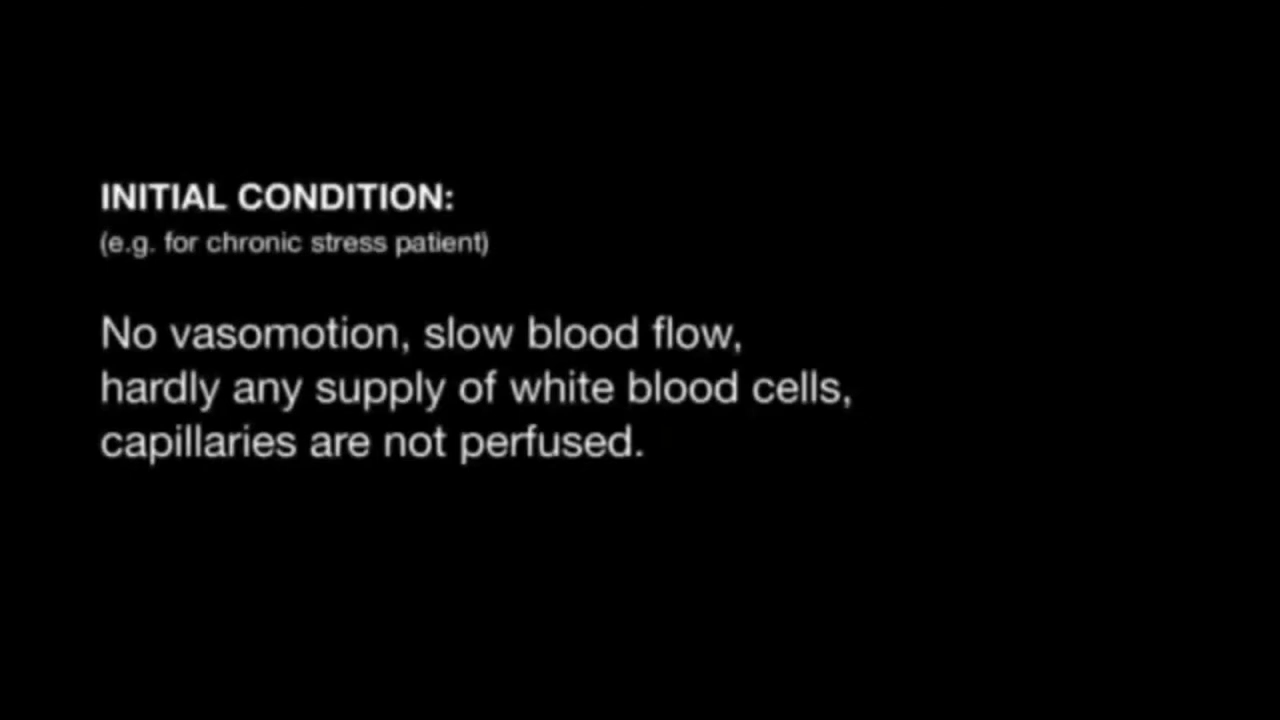 INITIAL CONDITION:
(e.g. for chronic stress patient)
No vasomotion, slow blood flow,
hardly any supply of white blood cells,
capillaries are not perfused.